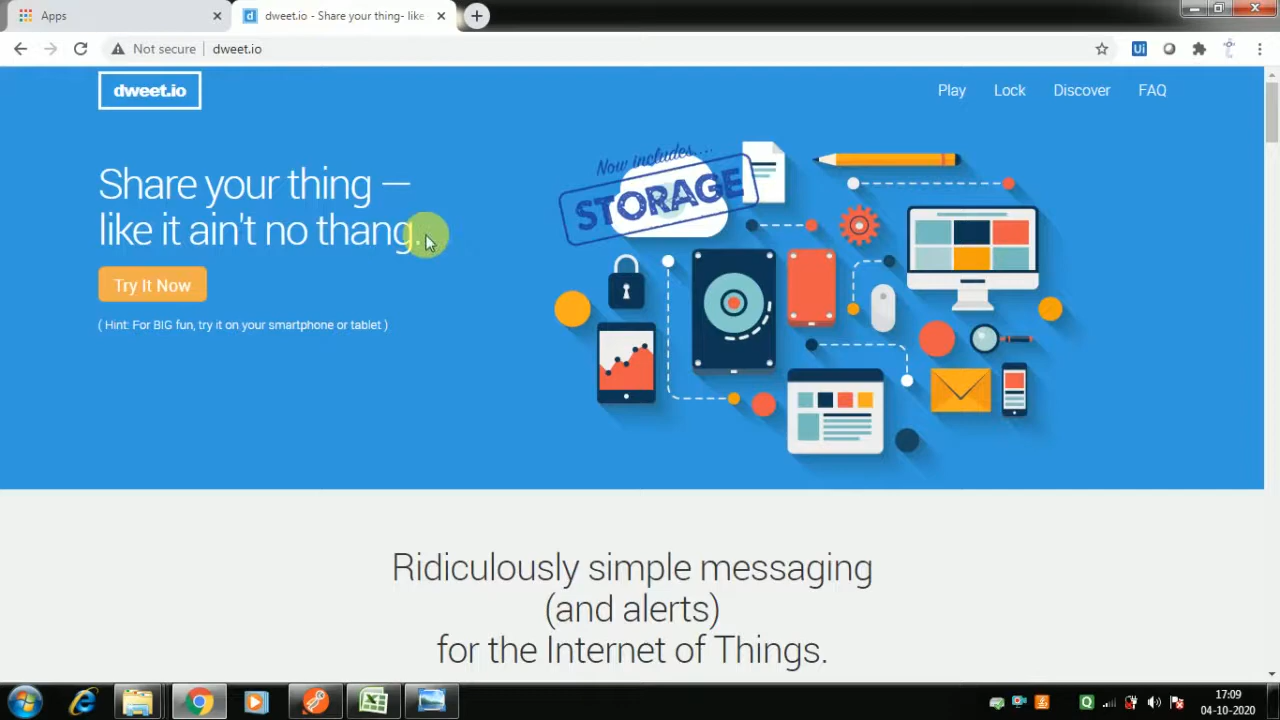 Apps
dweet.io - Share your thing- like
Not secure
dweet.io
Ui
dweet.io
Play
Lock
Discover
FAQ
Share your thing —
like it ain't no thang.
Try It Now
( Hint: For BIG fun, try it on your smartphone or tablet )
Now includes....
STORAGE
Ridiculously simple messaging
(and alerts)
for the Internet of Things.
17:09
04-10-2020